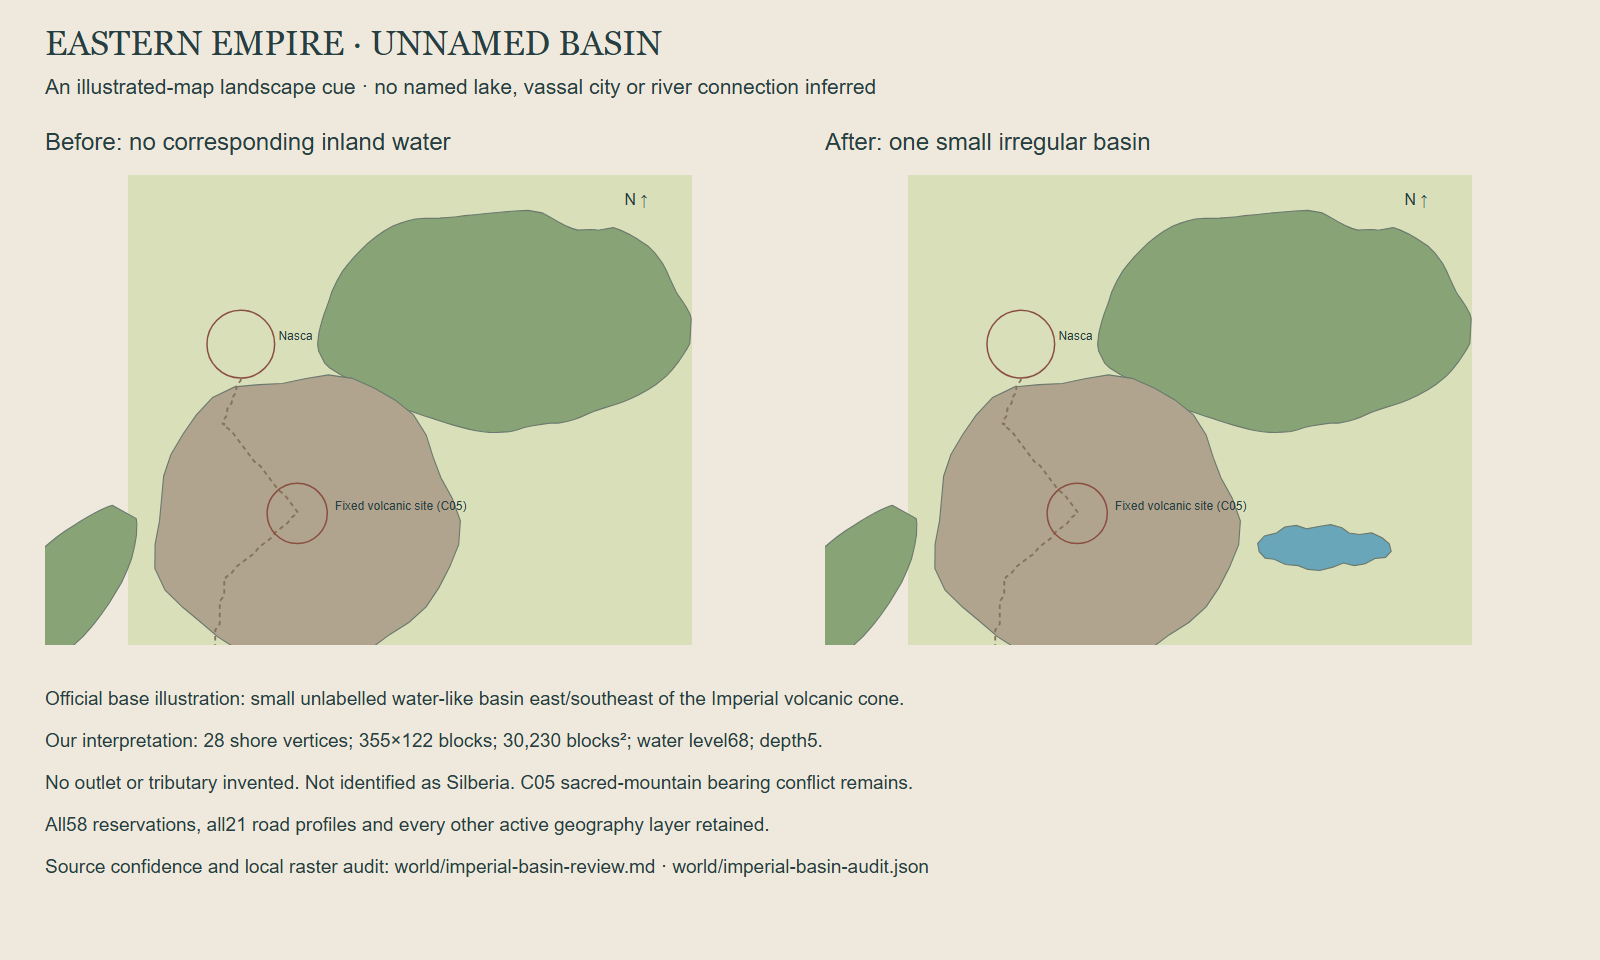 EASTERN EMPIRE · UNNAMED BASIN
An illustrated-map landscape cue · no named lake, vassal city or river connection inferred
Before: no corresponding inland water
After: one small irregular basin
N ↑
N ↑
Nasca
Nasca
Fixed volcanic site (C05)
Fixed volcanic site (C05)
Official base illustration: small unlabelled water-like basin east/southeast of the Imperial volcanic cone.
Our interpretation: 28 shore vertices; 355×122 blocks; 30,230 blocks²; water level68; depth5.
No outlet or tributary invented. Not identified as Silberia. C05 sacred-mountain bearing conflict remains.
All58 reservations, all21 road profiles and every other active geography layer retained.
Source confidence and local raster audit: world/imperial-basin-review.md · world/imperial-basin-audit.json